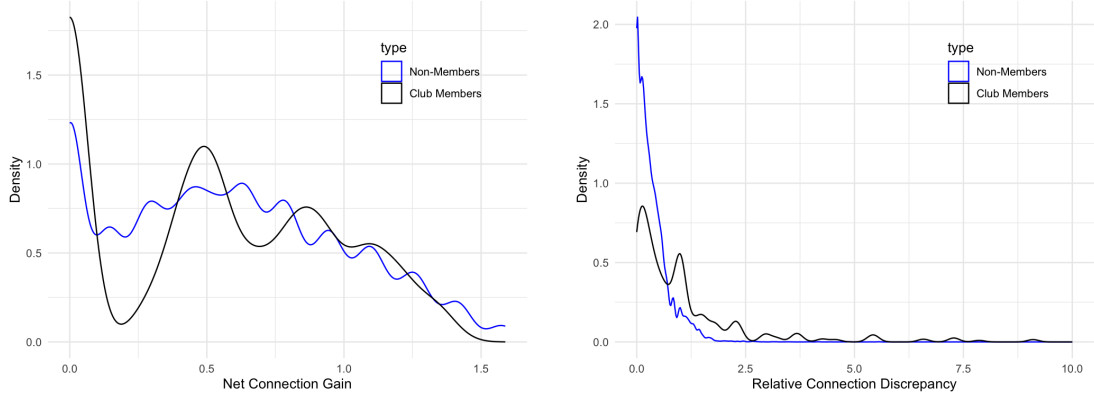 type
Non-Members
Club Members
Density
1.5
1.0
0.5
0.0
0.0 0.5 1.0 1.5
Net Connection Gain
type
Non-Members
Club Members
Density
2.0
1.5
1.0
0.5
0.0
0.0 2.5 5.0 7.5 10.0
Relative Connection Discrepancy